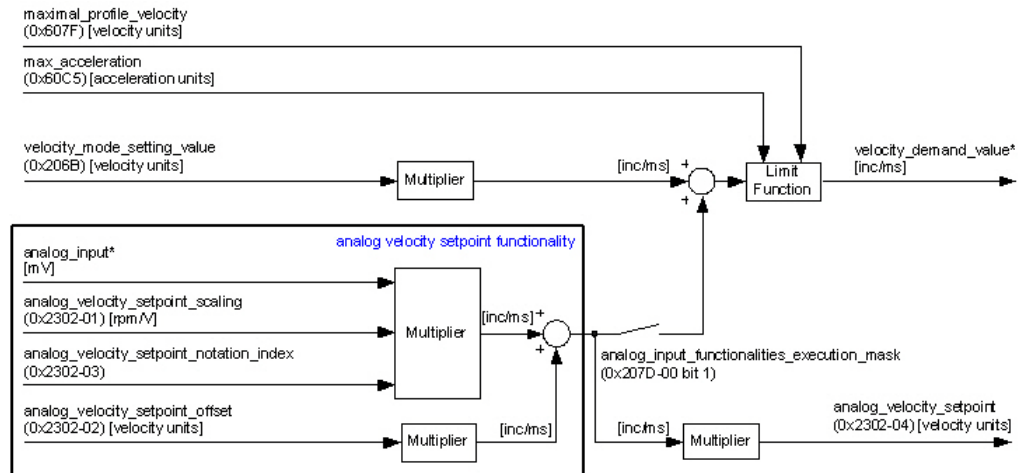 maximal_profile_velocity
(0x607F) [velocity units]
max_acceleration
(0x60C5) [acceleration units]
velocity_mode_setting_value
(0x206B) [velocity units]
Multiplier
[inc/ms]
+
+
Limit
Function
velocity_demand_value*
[inc/ms]
analog velocity setpoint functionality
analog_input*
[mV]
analog_velocity_setpoint_scaling
(0x2302-01) [rpm/V]
analog_velocity_setpoint_notation_index
(0x2302-03)
Multiplier
[inc/ms]
+
+
analog_input_functionalities_execution_mask
(0x207D-00 bit 1)
analog_velocity_setpoint_offset
(0x2302-02) [velocity units]
Multiplier
[inc/ms]
[inc/ms]
Multiplier
analog_velocity_setpoint
(0x2302-04) [velocity units]